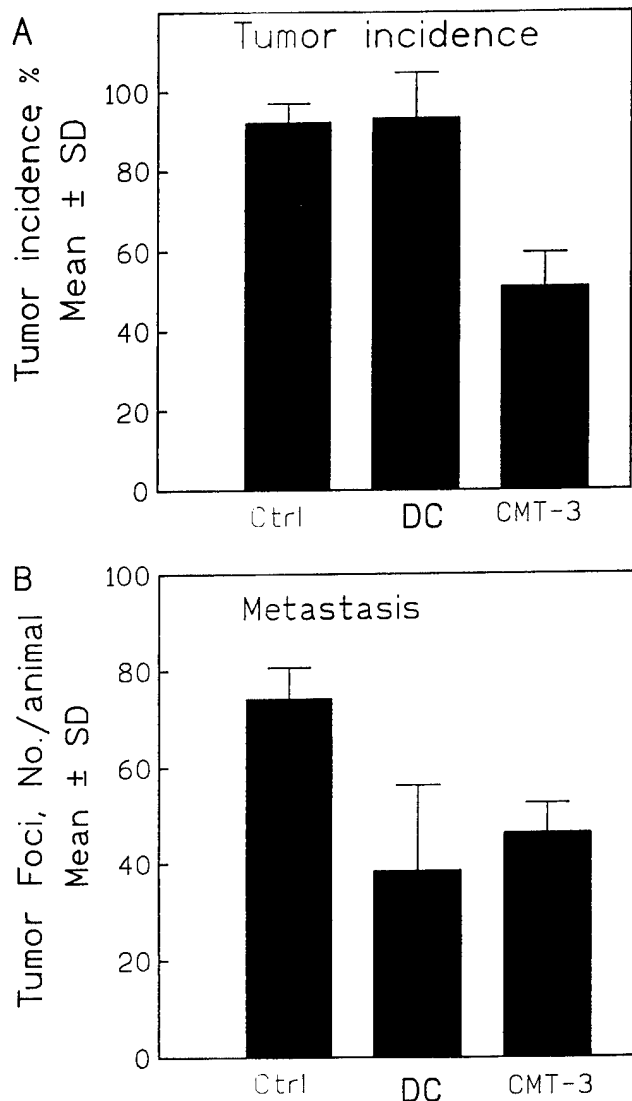 A
Tumor incidence
Tumor incidence, %
Mean ± SD
100
80
60
40
20
0
Ctrl
DC
CMT-3
B
Metastasis
Tumor Foci, No./animal
Mean ± SD
100
80
60
40
20
0
Ctrl
DC
CMT-3